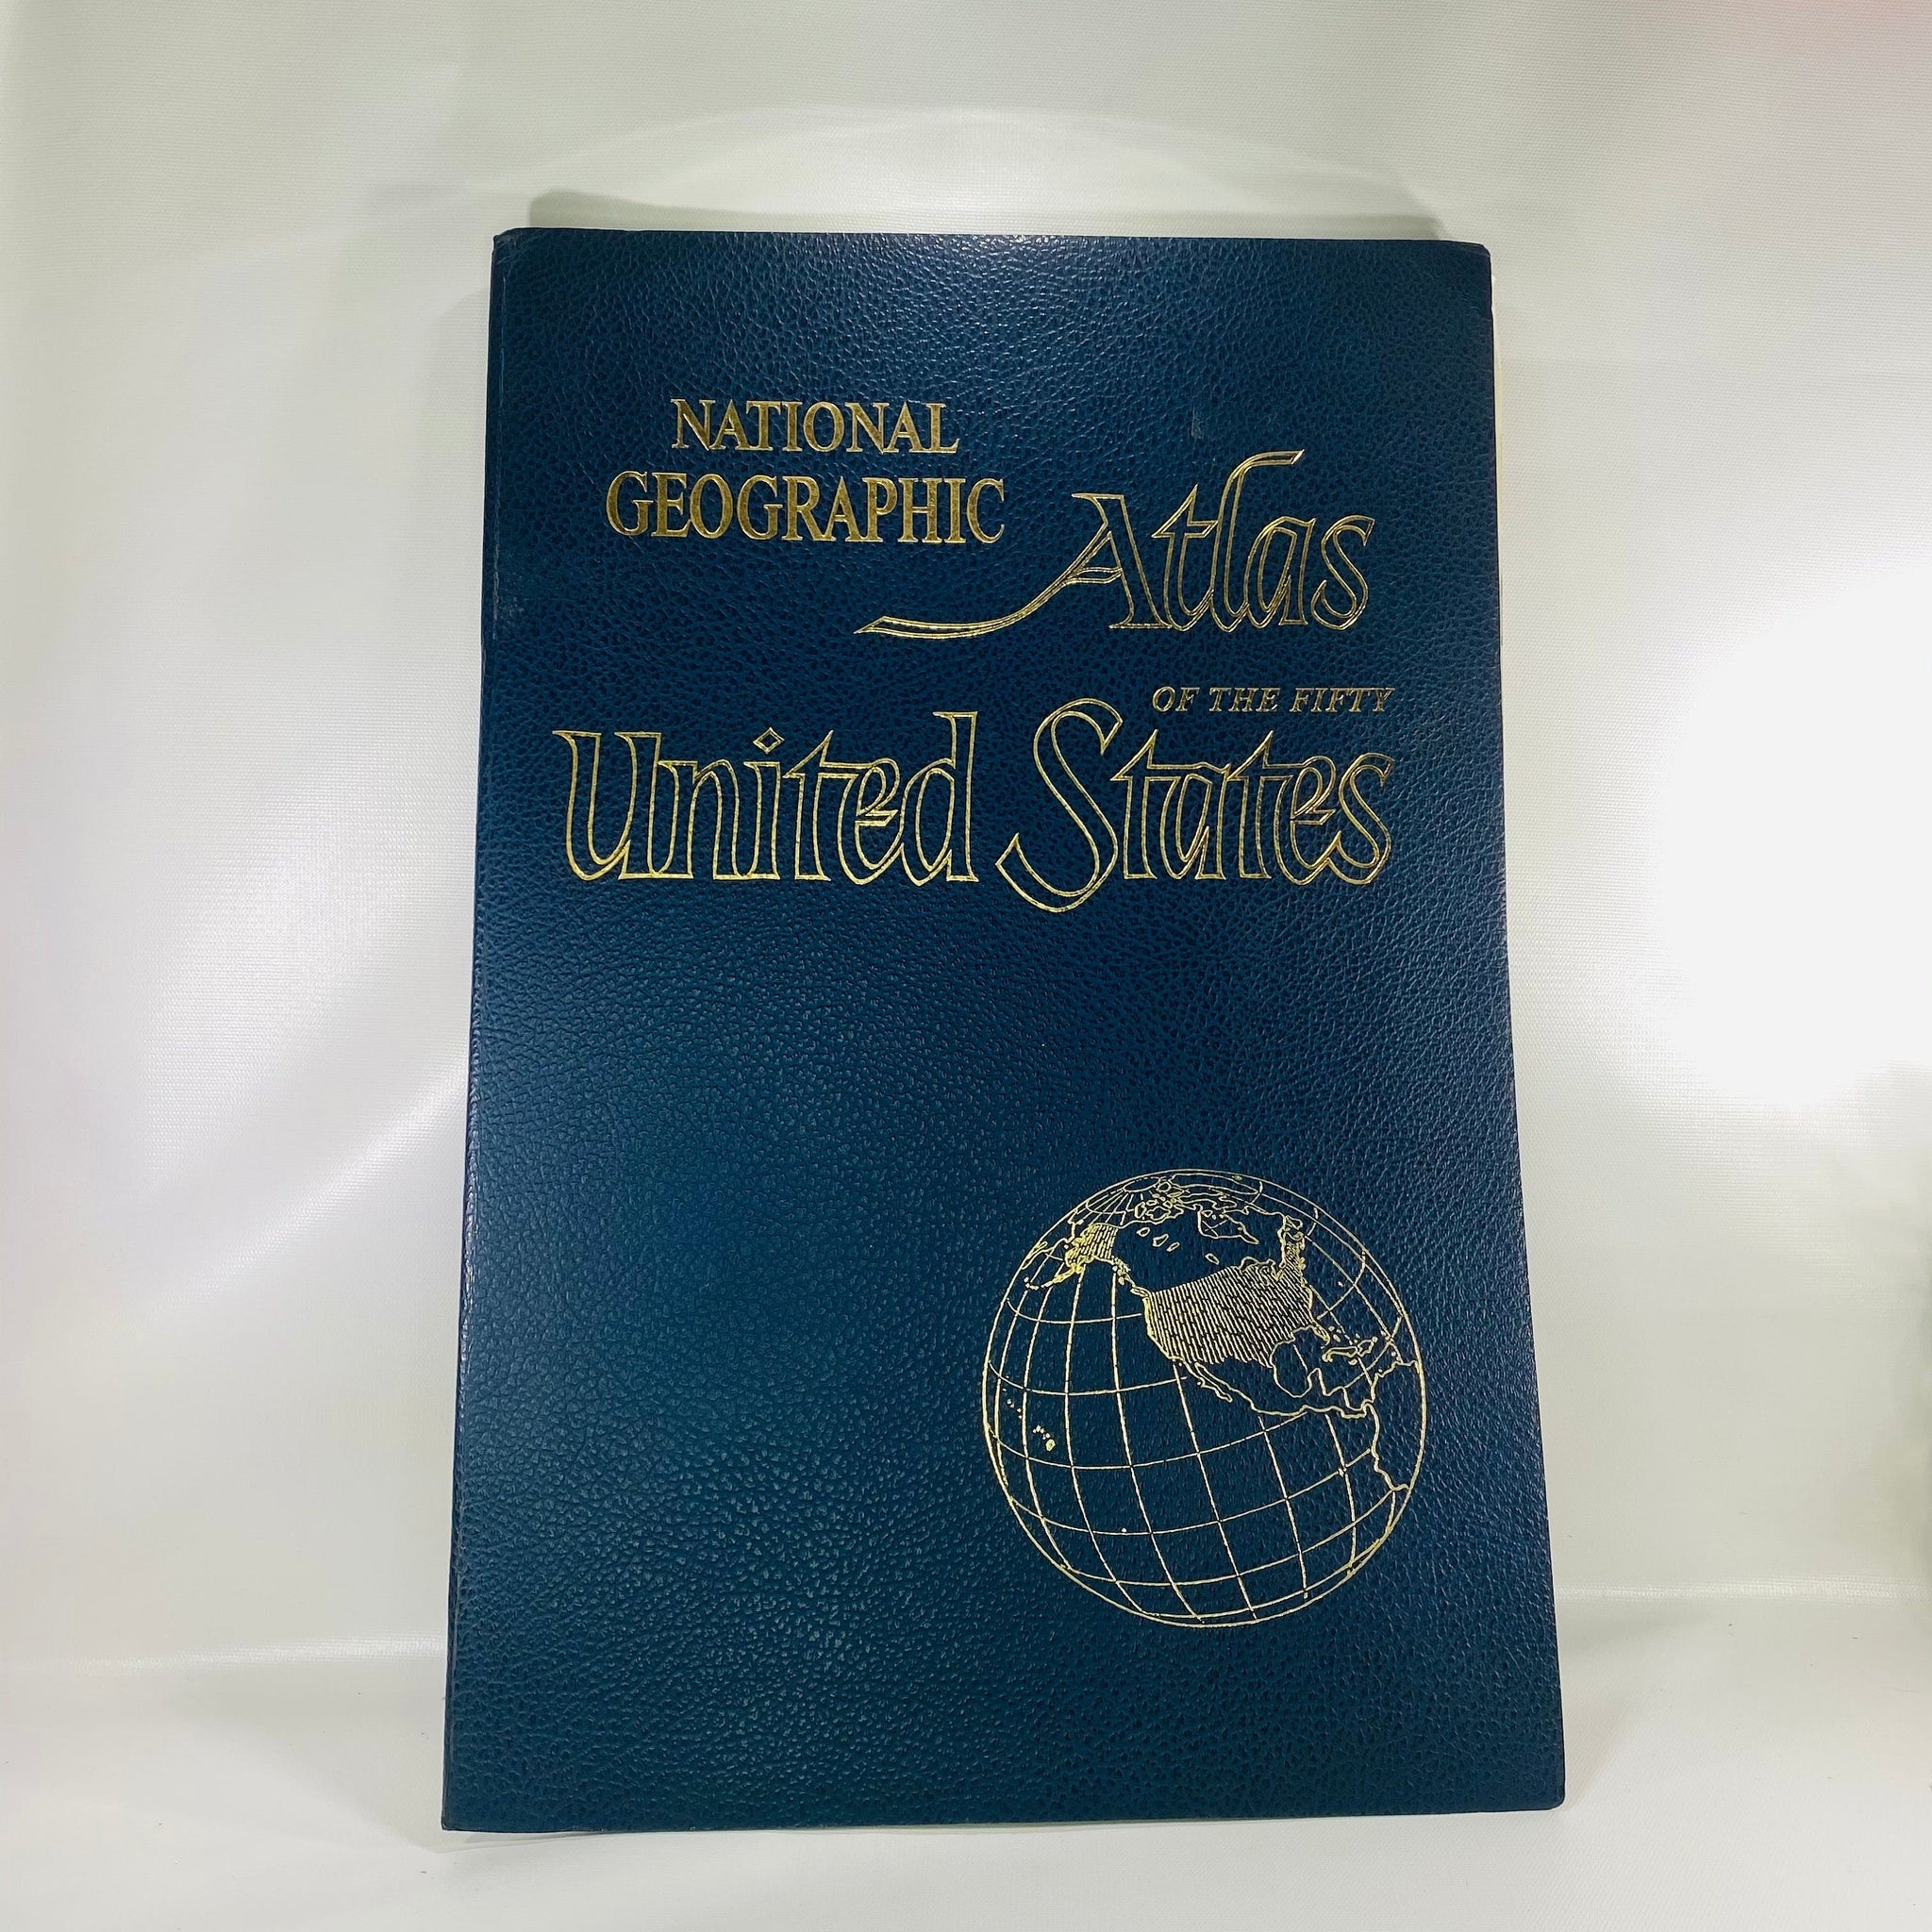 NATIONAL
GEOGRAPHIC
Atlas
OF THE FIFTY
United States